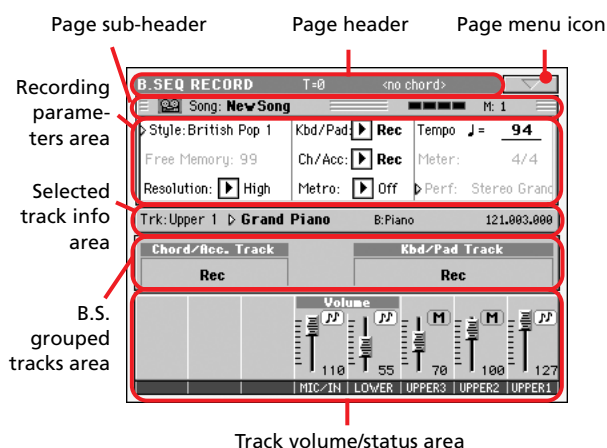 Page sub-header Page header Page menu icon
B.SEQ RECORD T=0 <no chord>
Song: NewSong M: 1
Recording parame-ters area
Style: British Pop 1 Kbd/Pad: Rec Tempo ♩= 94
Free Memory: 99 Ch/Acc: Rec Meter: 4/4
Resolution: High Metro: Off Perf: Stereo Grand
Selected track info area
Trk: Upper 1 Grand Piano B:Piano 121.003.000
Chord/Acc. Track Kbd/Pad Track
Rec Rec
B.S. grouped tracks area
Volume
M M
110 55 70 100 127
MIC/IN LOWER UPPER3 UPPER2 UPPER1
Track volume/status area